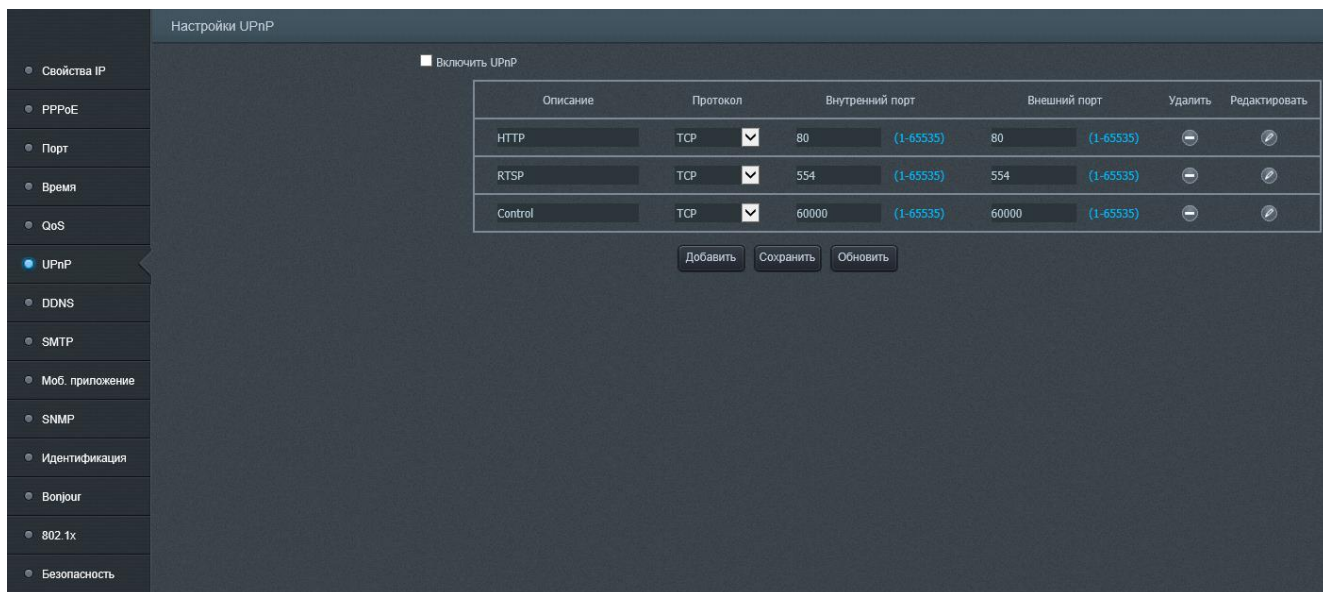 Настройки UPnP
Свойства IP
PPPoE
Порт
Время
QoS
UPnP
DDNS
SMTP
Моб. приложение
SNMP
Идентификация
Bonjour
802.1x
Безопасность
Включить UPnP
Описание Протокол Внутренний порт Внешний порт Удалить Редактировать
HTTP TCP 80 (1-65535) 80 (1-65535)
RTSP TCP 554 (1-65535) 554 (1-65535)
Control TCP 60000 (1-65535) 60000 (1-65535)
Добавить Сохранить Обновить